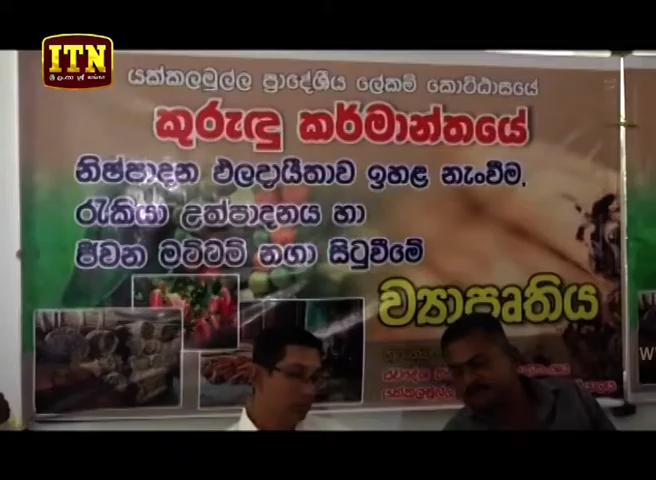 ITN
යක්කලමුල්ල ප්‍රාදේශීය ලේකම් කොට්ඨාසයේ
කුරුඳු කර්මාන්තයේ
නිෂ්පාදන ඵලදායීතාව ඉහළ නැංවීම,
රැකියා උත්පාදනය හා
ජීවන මට්ටම නගා සිටුවීමේ
ව්‍යාපෘතිය